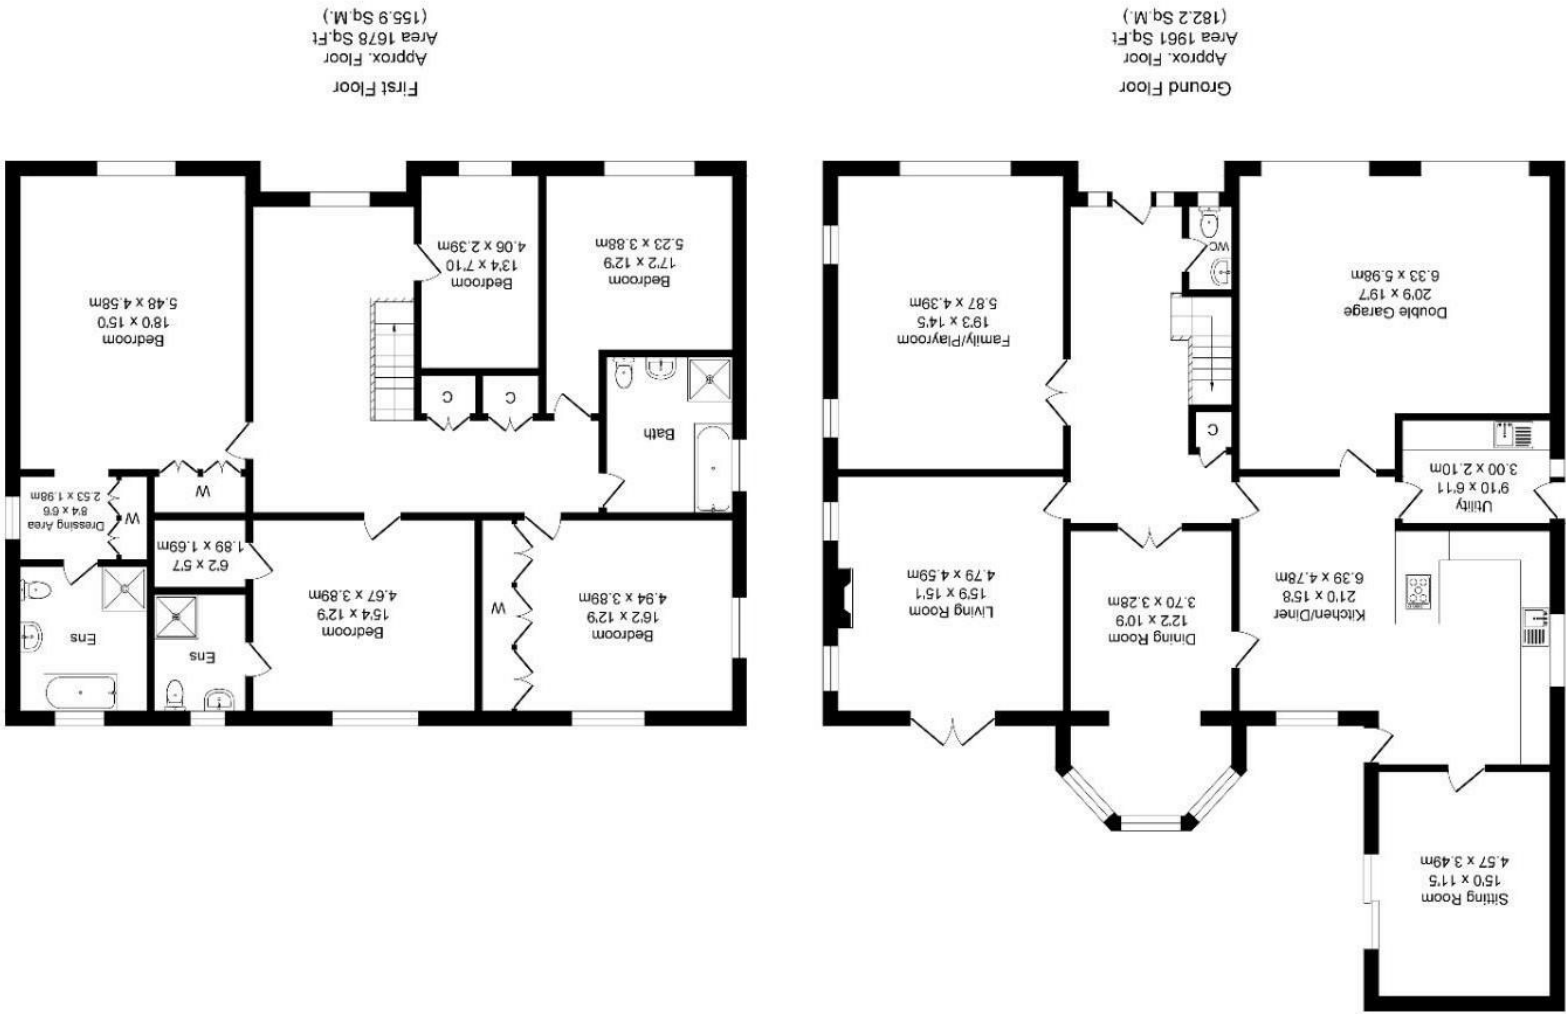 Sitting Room
15'0 x 11'5
4.57 x 3.49m
Kitchen/Diner
21'0 x 15'8
6.39 x 4.78m
Dining Room
12'2 x 10'9
3.70 x 3.28m
Living Room
15'9 x 15'1
4.79 x 4.59m
Utility
9'10 x 6'11
3.00 x 2.10m
C
Double Garage
20'9 x 19'7
6.33 x 5.98m
Family/Playroom
19'3 x 14'5
5.87 x 4.39m
WC
Ground Floor
Approx. Floor
Area 1961 Sq.Ft
(182.2 Sq.M.)
Bedroom
16'2 x 12'9
4.94 x 3.89m
W
Bedroom
15'4 x 12'9
4.67 x 3.89m
Ens
Ens
6'2 x 5'7
1.89 x 1.69m
Dressing Area
8'4 x 6'6
2.53 x 1.98m
W
W
Bath
C
C
Bedroom
17'2 x 12'9
5.23 x 3.88m
Bedroom
13'4 x 7'10
4.06 x 2.39m
Bedroom
18'0 x 15'0
5.48 x 4.58m
First Floor
Approx. Floor
Area 1678 Sq.Ft
(155.9 Sq.M.)